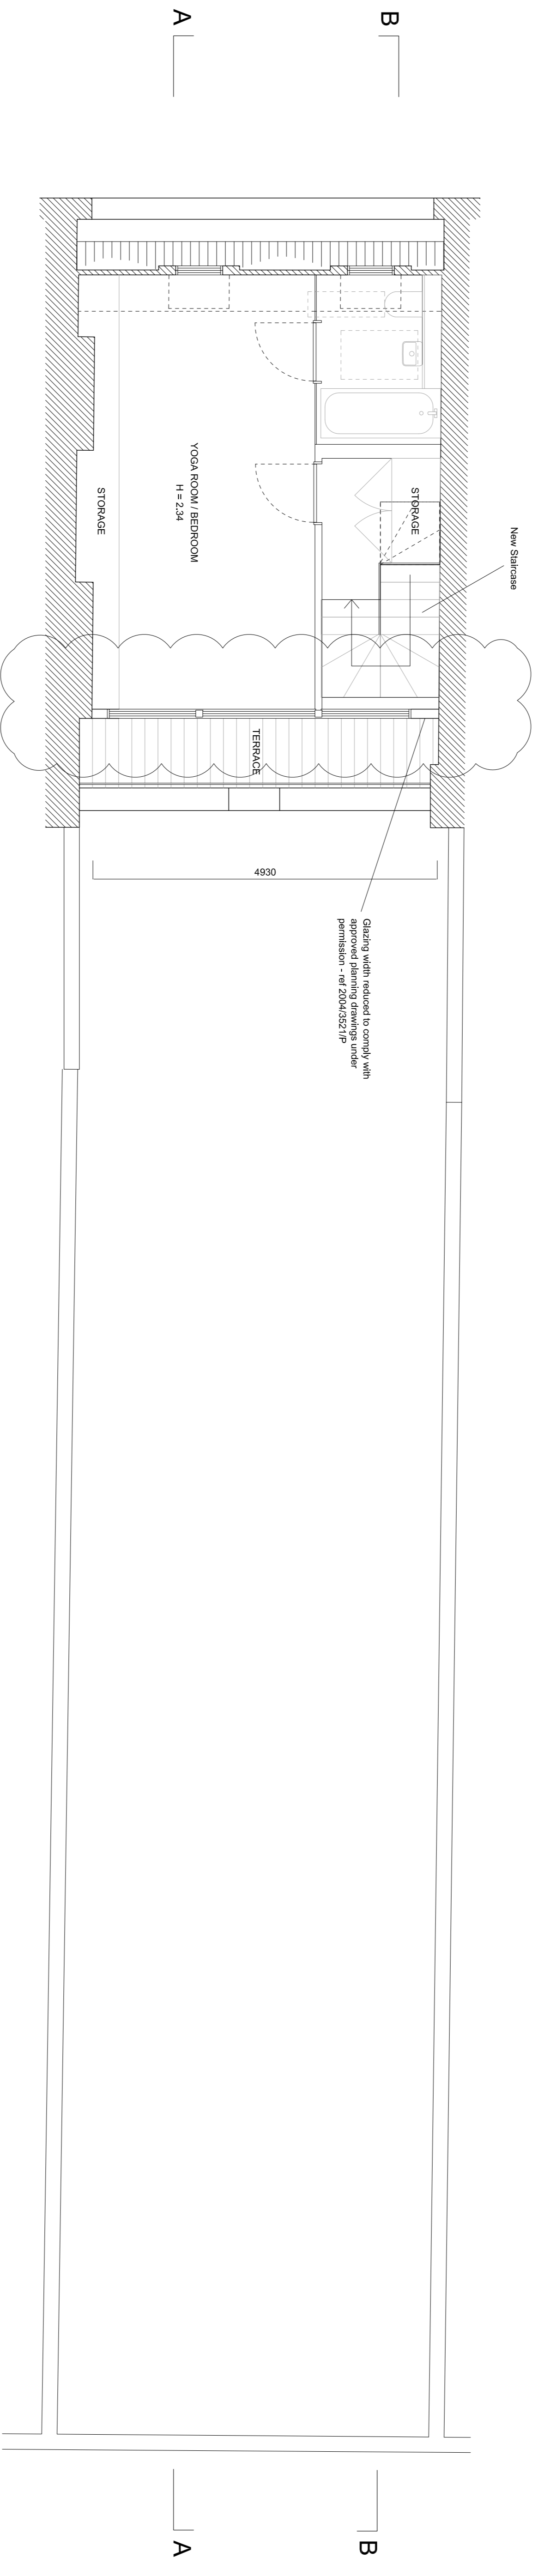 A
B
YOGA ROOM / BEDROOM
H = 2,34
STORAGE
STORAGE
New Staircase
TERRACE
4930
Glazing width reduced to comply with
approved planning drawings under
permission - ref 2004/3521/P
A
B